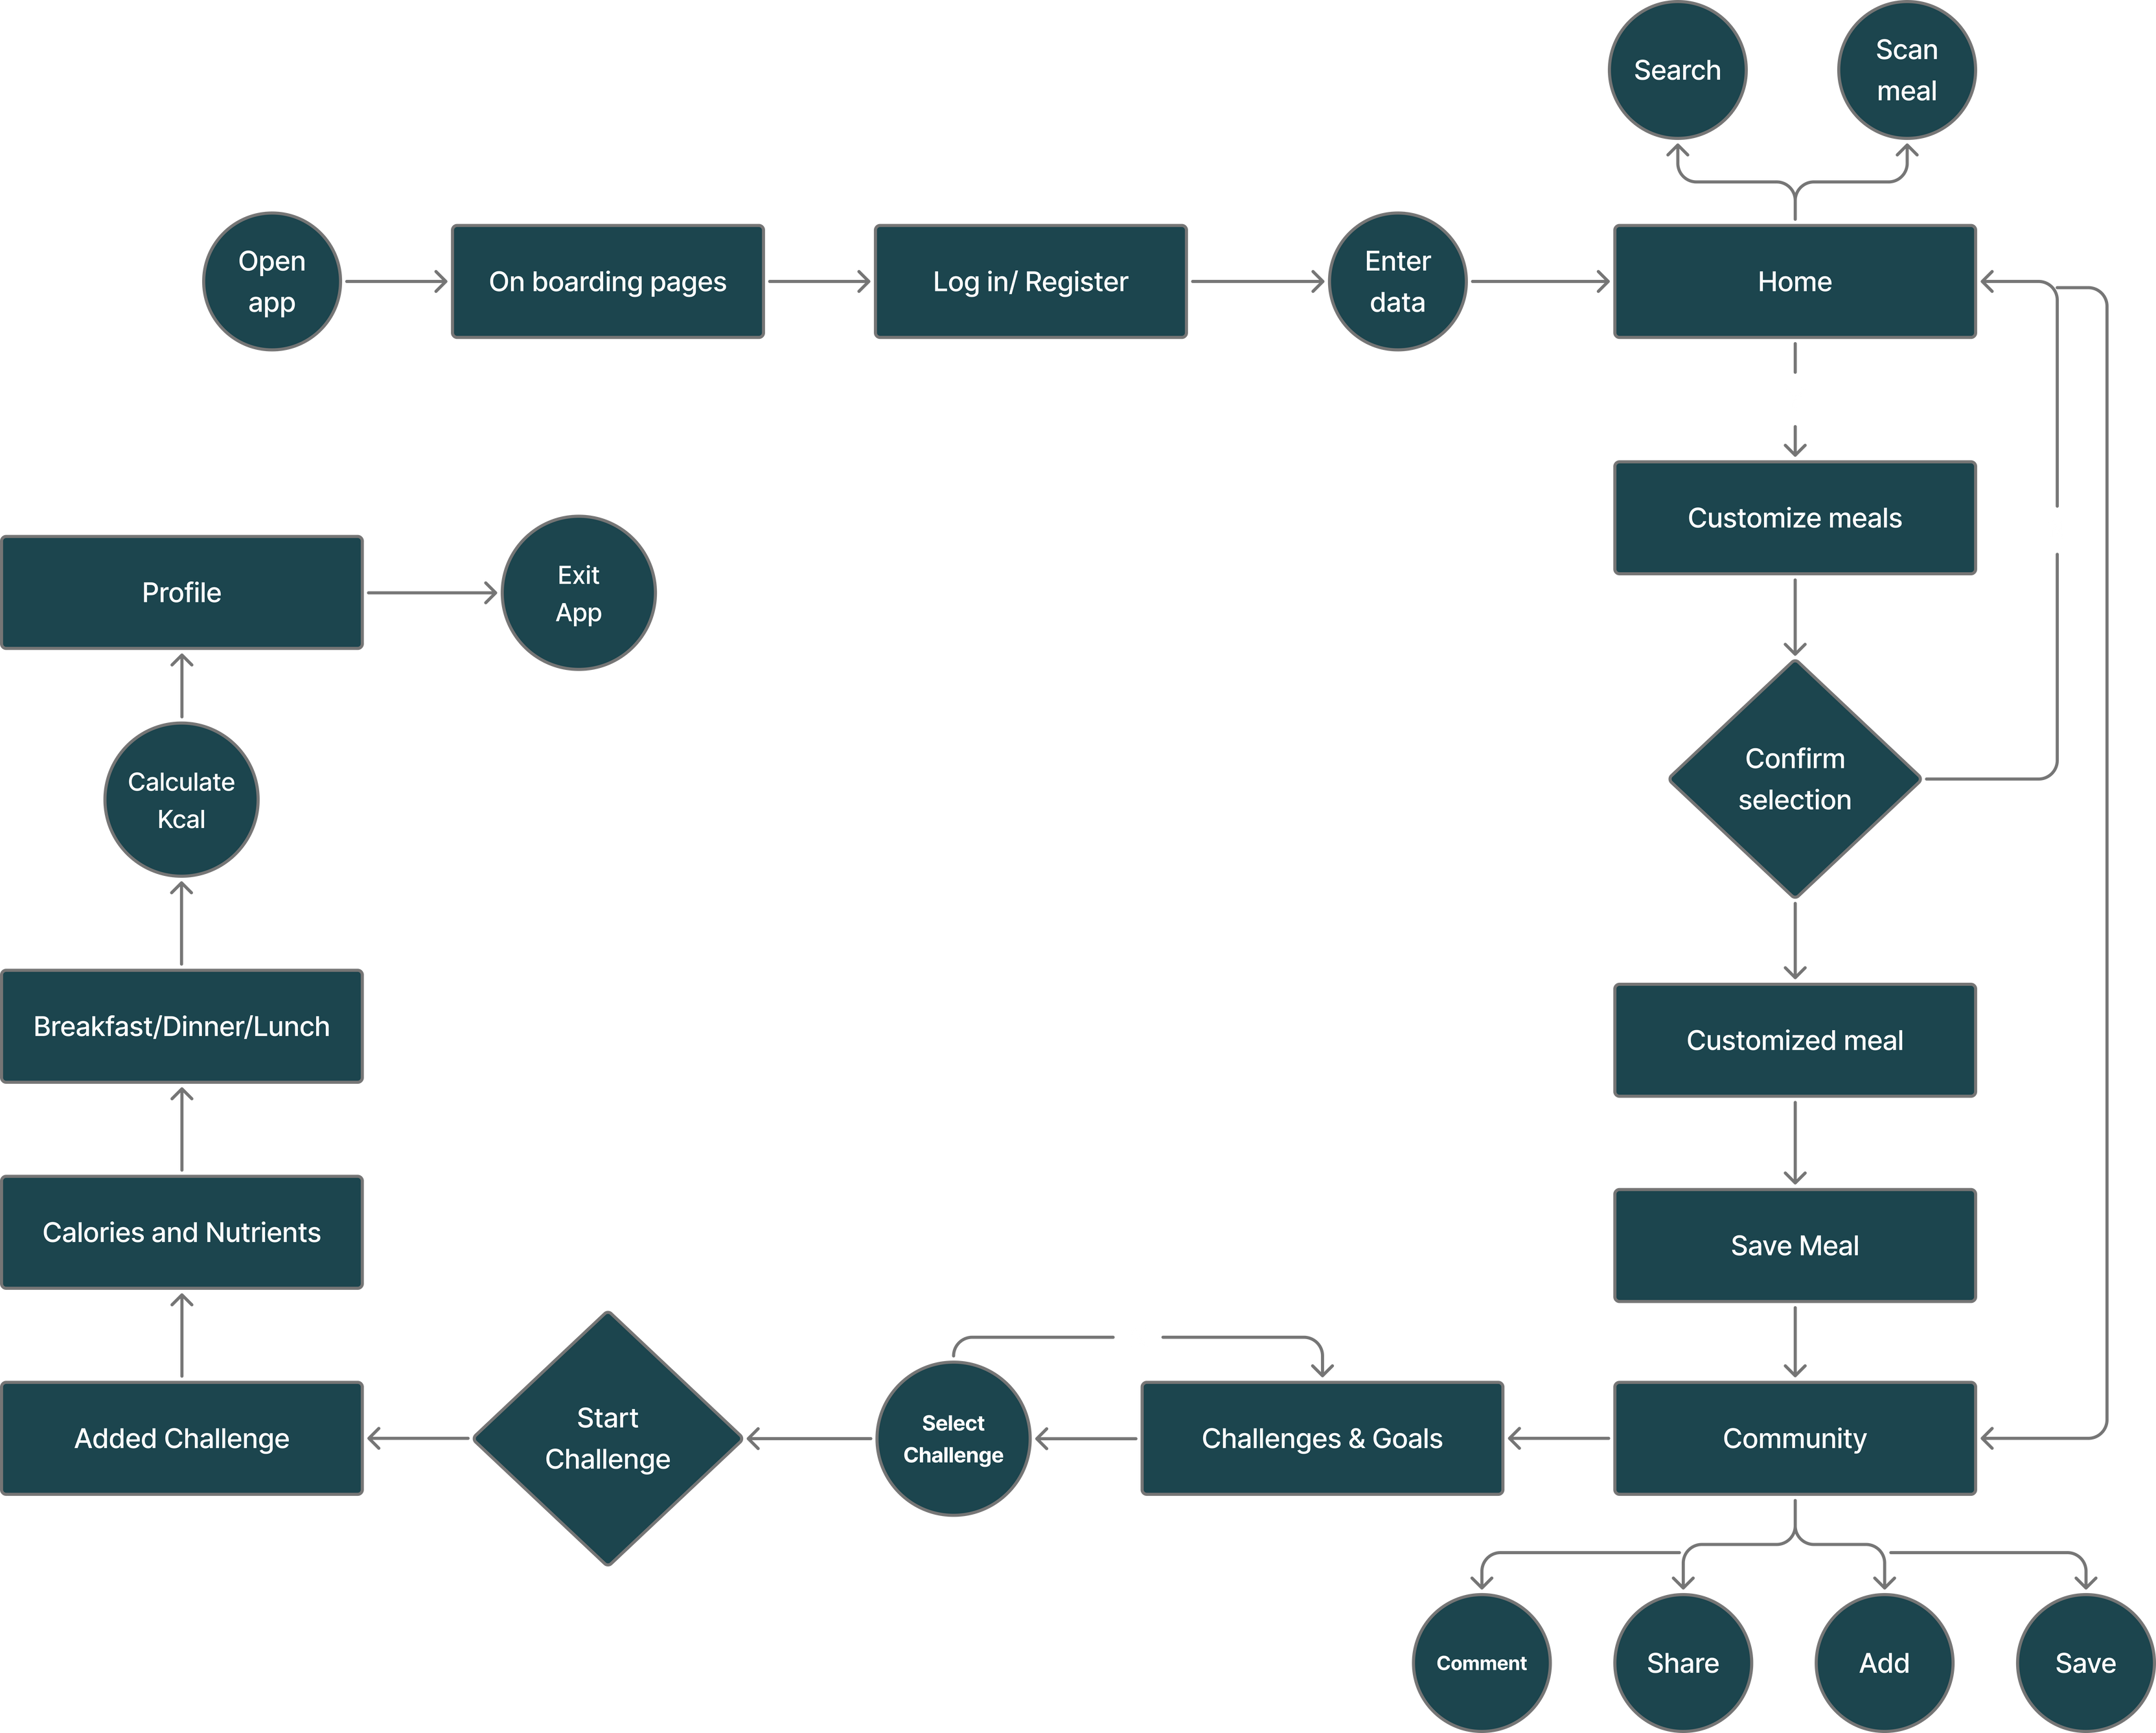 Search
Scan
meal
Open
app
On boarding pages
Log in/ Register
Enter
data
Home
Customize meals
Profile
Exit
App
Confirm
selection
Calculate
Kcal
Breakfast/Dinner/Lunch
Customized meal
Calories and Nutrients
Save Meal
Added Challenge
Start
Challenge
Select
Challenge
Challenges & Goals
Community
Comment
Share
Add
Save